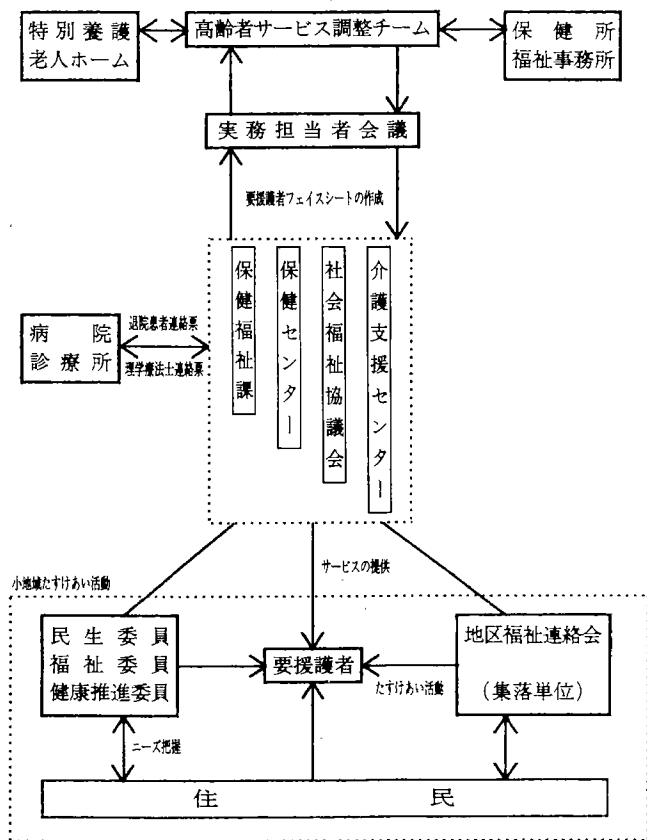 特別養護
老人ホーム
高齢者サービス調整チーム
保健所
福祉事務所
実務担当者会議
要援護者フェイスシートの作成
保健福祉課
保健センター
社会福祉協議会
介護支援センター
病院
診療所
退院患者連絡票
理学療法士連絡票
サービスの提供
小地域たすけあい活動
民生委員
福祉委員
健康推進委員
要援護者
地区福祉連絡会
(集落単位)
たすけあい活動
ニーズ把握
住民